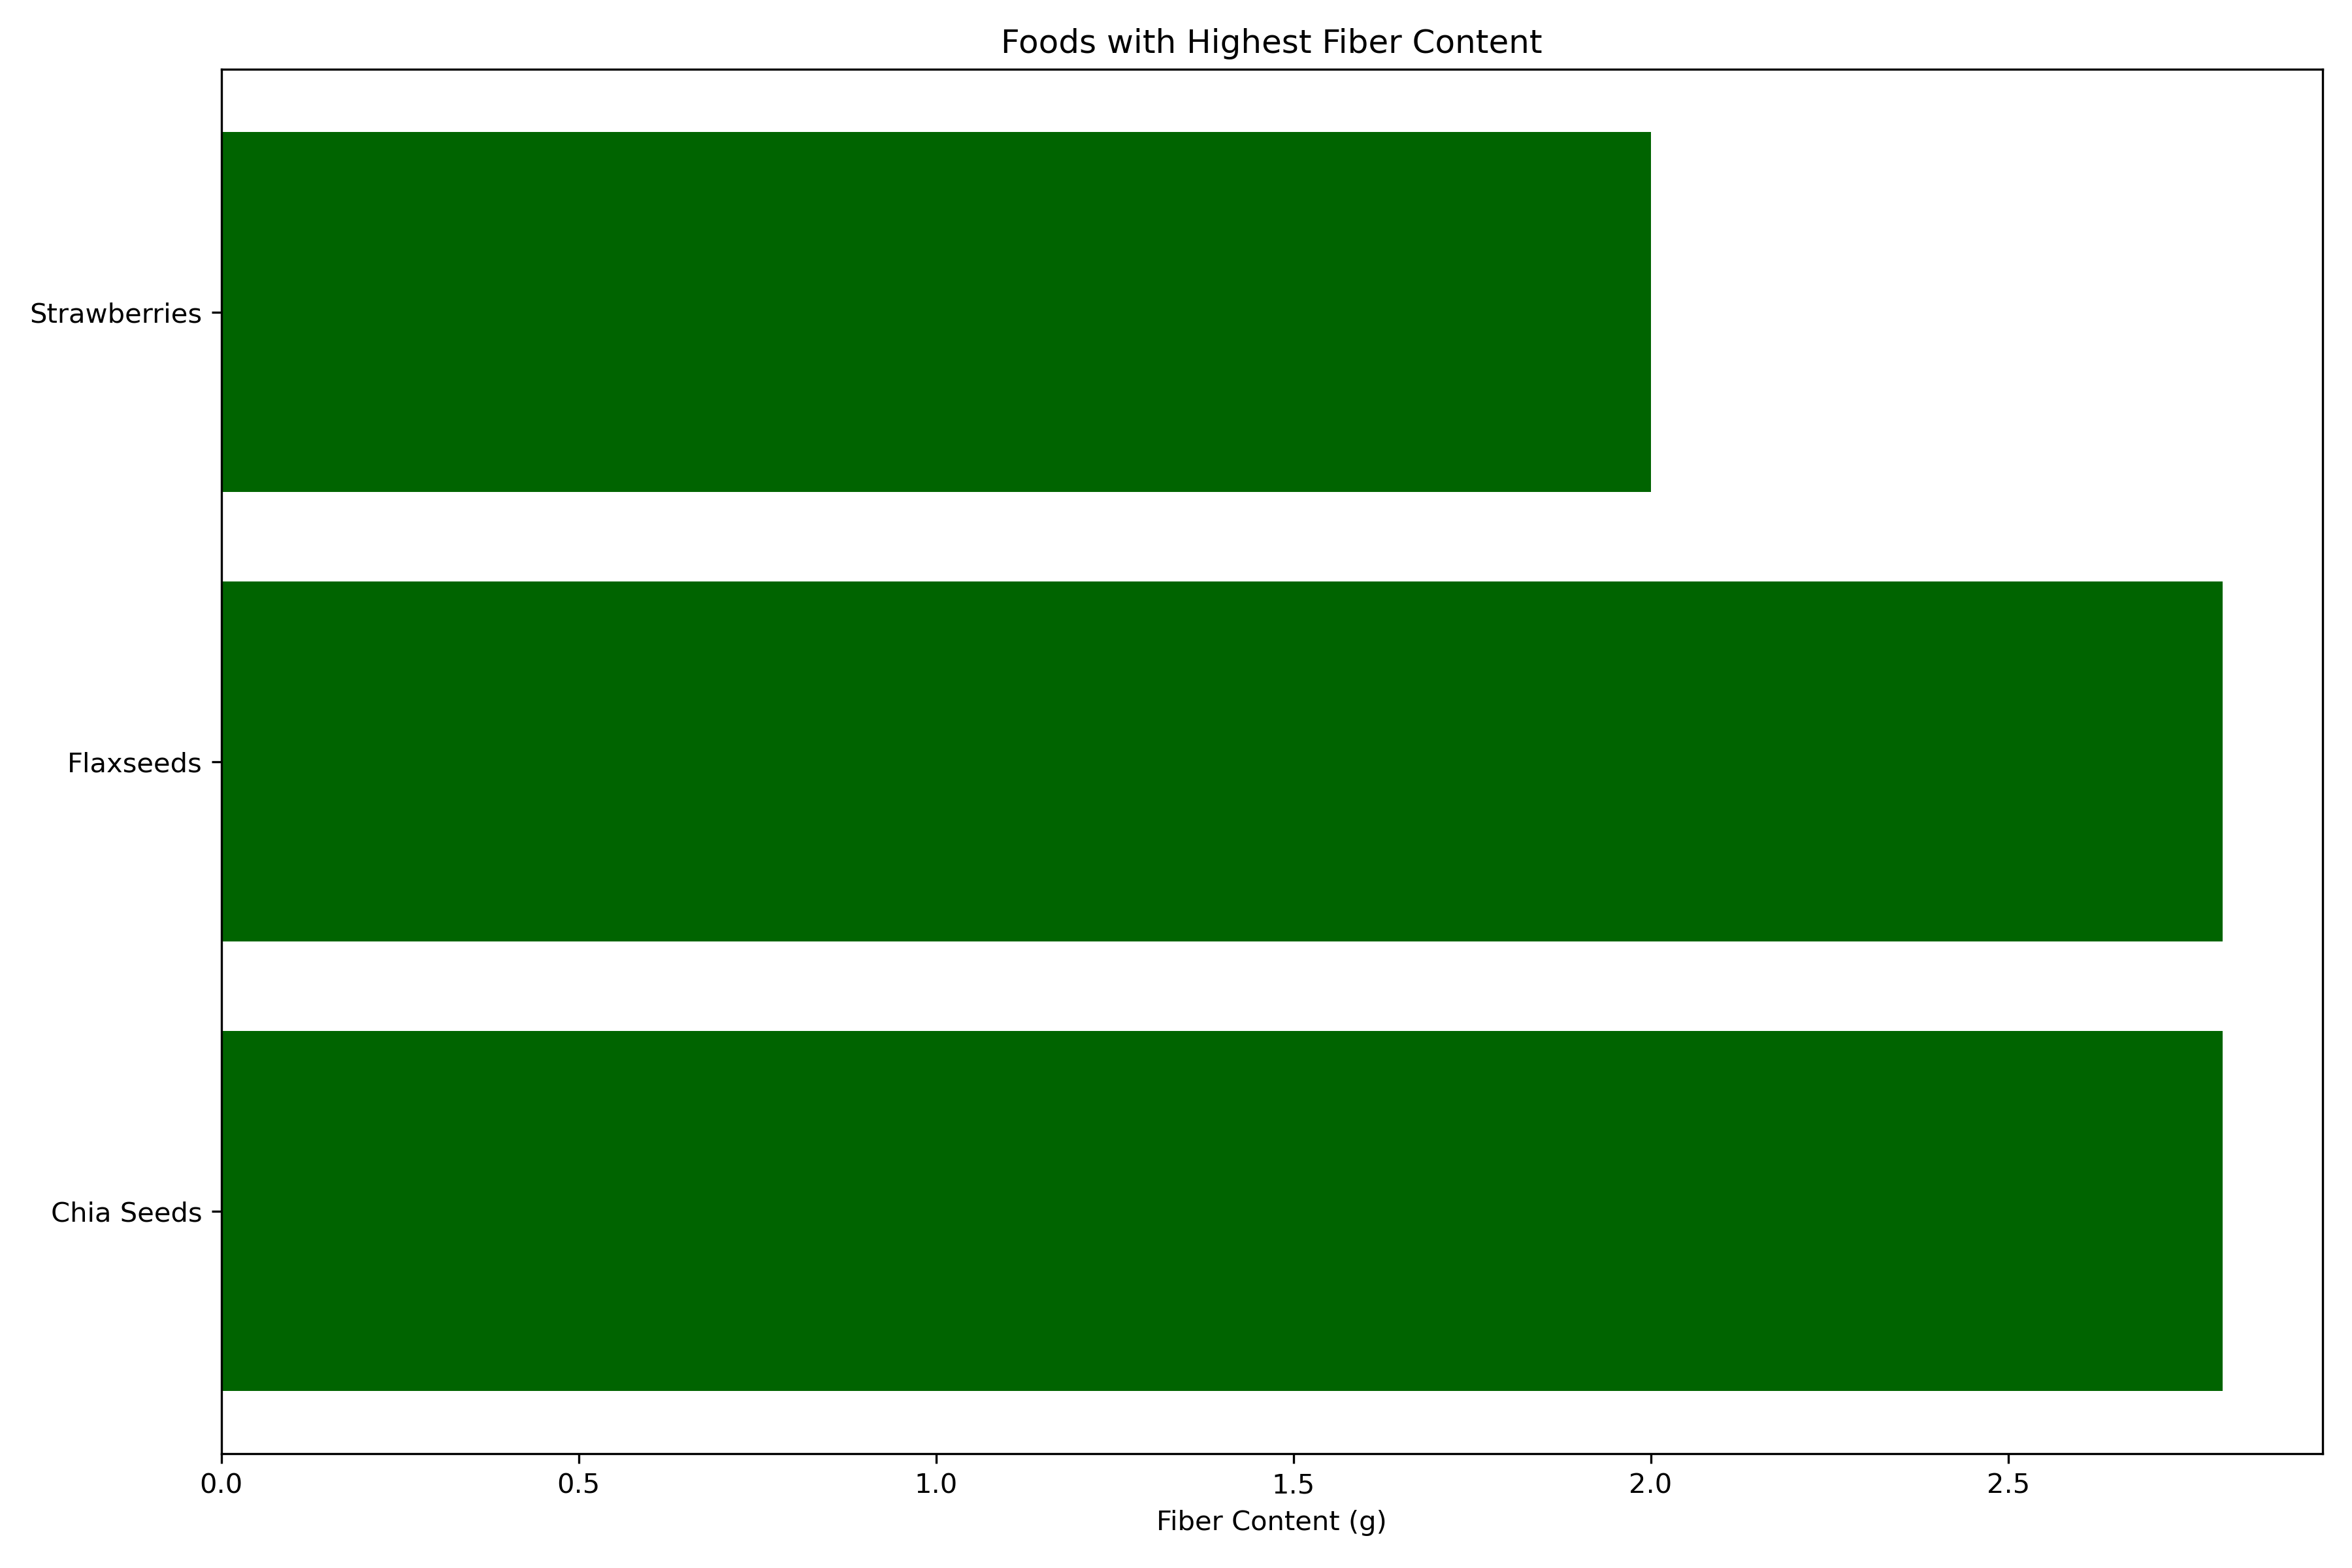 Foods with Highest Fiber Content
Strawberries
Flaxseeds
Chia Seeds
0.0 0.5 1.0 1.5 2.0 2.5
Fiber Content (g)